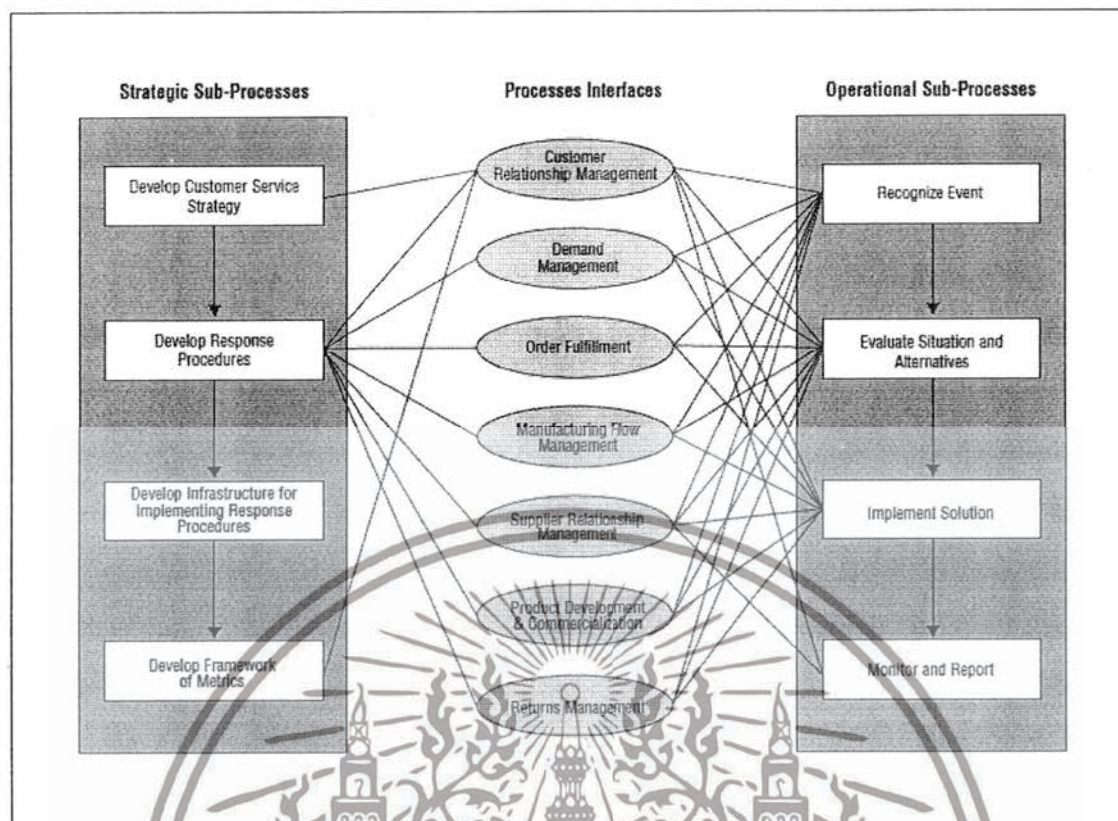 Strategic Sub-Processes
Processes Interfaces
Operational Sub-Processes
Develop Customer Service
Strategy
Develop Response
Procedures
Develop Infrastructure for
Implementing Response
Procedures
Develop Framework
of Metrics
Customer
Relationship Management
Demand
Management
Order Fulfillment
Manufacturing Flow
Management
Supplier Relationship
Management
Product Development
& Commercialization
Returns Management
Recognize Event
Evaluate Situation and
Alternatives
Implement Solution
Monitor and Report